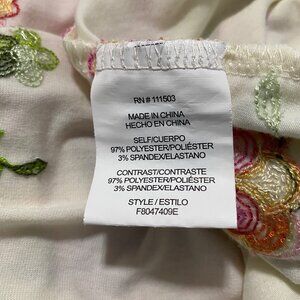 RN # 111503
MADE IN CHINA
HECHO EN CHINA
SELF/CUERPO
97% POLYESTER/POLIÉSTER
3% SPANDEX/ELASTANO
CONTRAST/CONTRASTE
97% POLYESTER/POLIÉSTER
3% SPANDEX/ELASTANO
STYLE / ESTILO
F8047409E